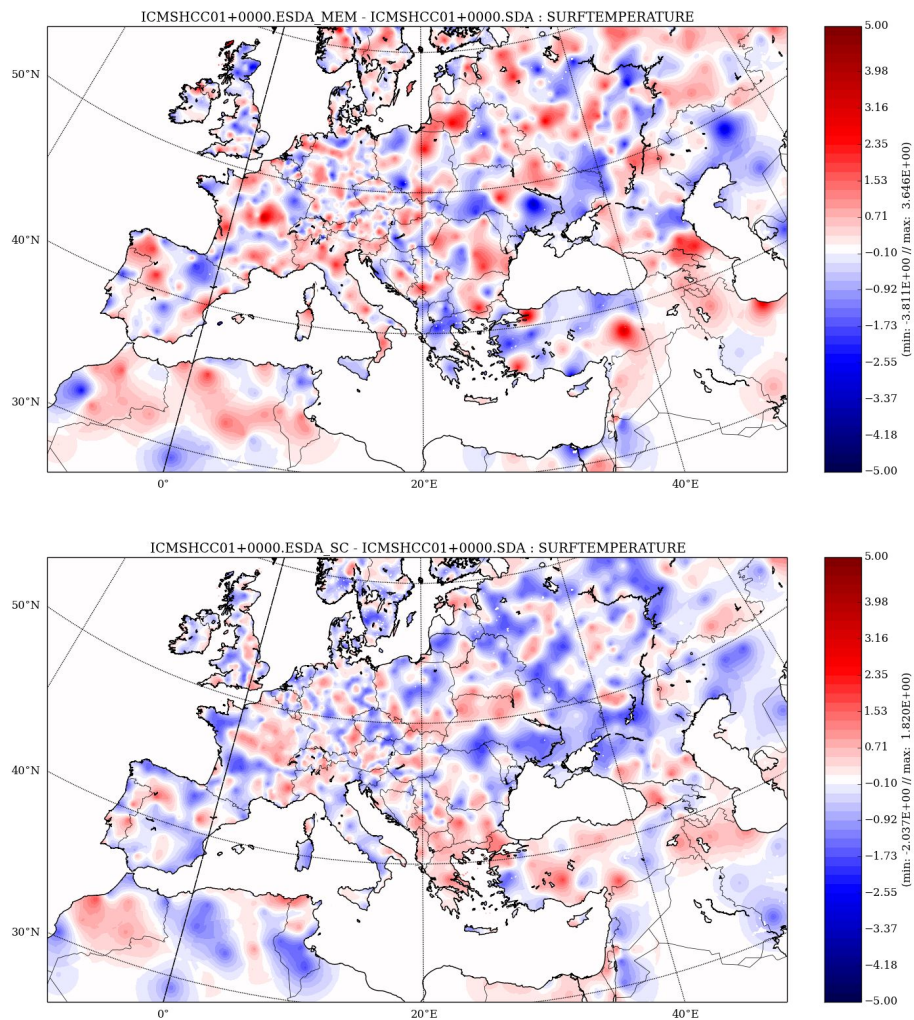 ICMSHCC01+0000.ESDA_MEM - ICMSHCC01+0000.SDA : SURFTEMPERATURE
50°N
40°N
30°N
0°
20°E
40°E
5.00
3.98
3.16
2.35
1.53
0.71
−0.10
−0.92
−1.73
−2.55
−3.37
−4.18
−5.00
(min: -3.811E+00 // max:  3.646E+00)
ICMSHCC01+0000.ESDA_SC - ICMSHCC01+0000.SDA : SURFTEMPERATURE
50°N
40°N
30°N
0°
20°E
40°E
5.00
3.98
3.16
2.35
1.53
0.71
−0.10
−0.92
−1.73
−2.55
−3.37
−4.18
−5.00
(min: -2.037E+00 // max:  1.820E+00)